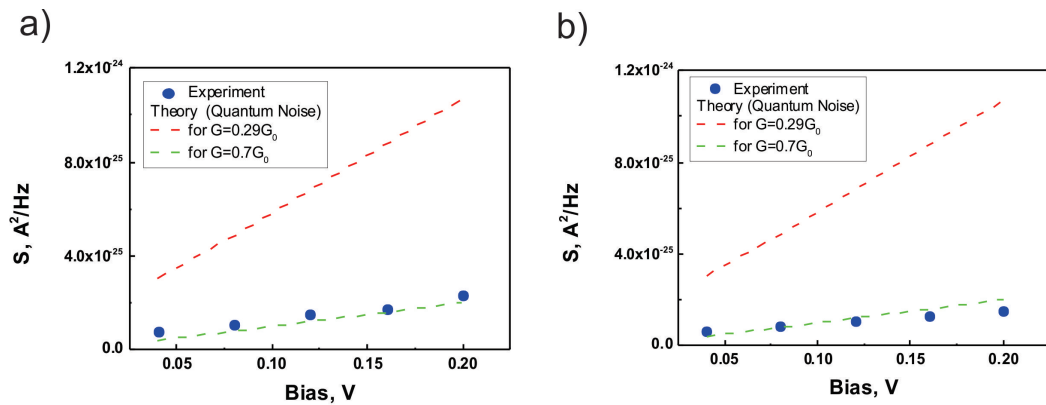 a)
1.2x10⁻²⁴
8.0x10⁻²⁵
4.0x10⁻²⁵
0.0
S, A²/Hz
Experiment
Theory (Quantum Noise)
for G=0.29G₀
for G=0.7G₀
0.05 0.10 0.15 0.20
Bias, V
b)
1.2x10⁻²⁴
8.0x10⁻²⁵
4.0x10⁻²⁵
0.0
S, A²/Hz
Experiment
Theory (Quantum Noise)
for G=0.29G₀
for G=0.7G₀
0.05 0.10 0.15 0.20
Bias, V